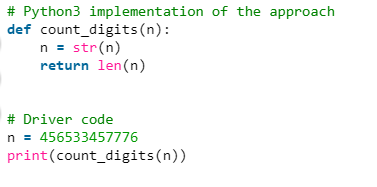 # Python3 implementation of the approach
def count_digits(n):
    n = str(n)
    return len(n)
# Driver code
n = 456533457776
print(count_digits(n))